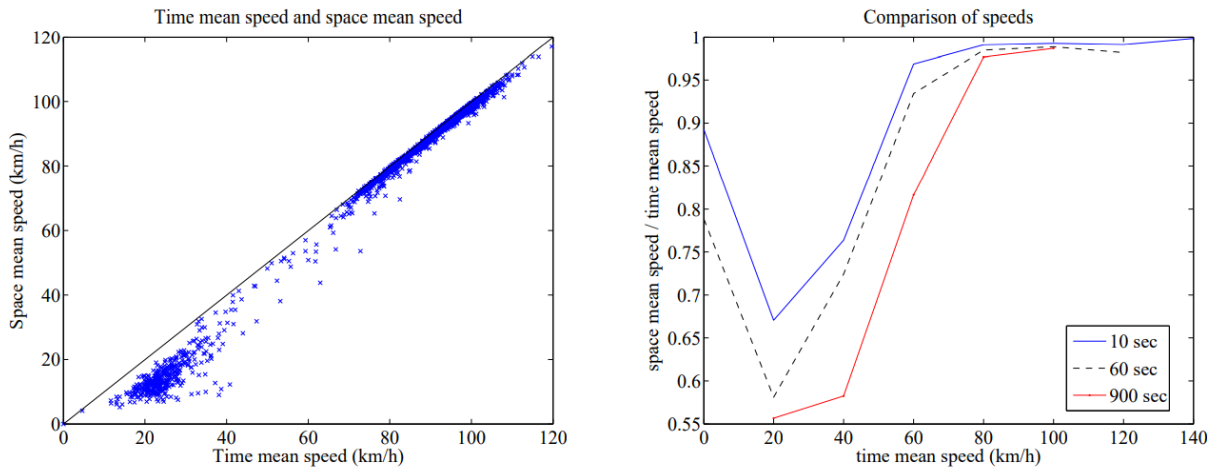 Time mean speed and space mean speed
120
100
80
60
40
20
0
Space mean speed (km/h)
0 20 40 60 80 100 120
Time mean speed (km/h)
Comparison of speeds
1
0.95
0.9
0.85
0.8
0.75
0.7
0.65
0.6
0.55
space mean speed / time mean speed
0 20 40 60 80 100 120 140
time mean speed (km/h)
10 sec
60 sec
900 sec